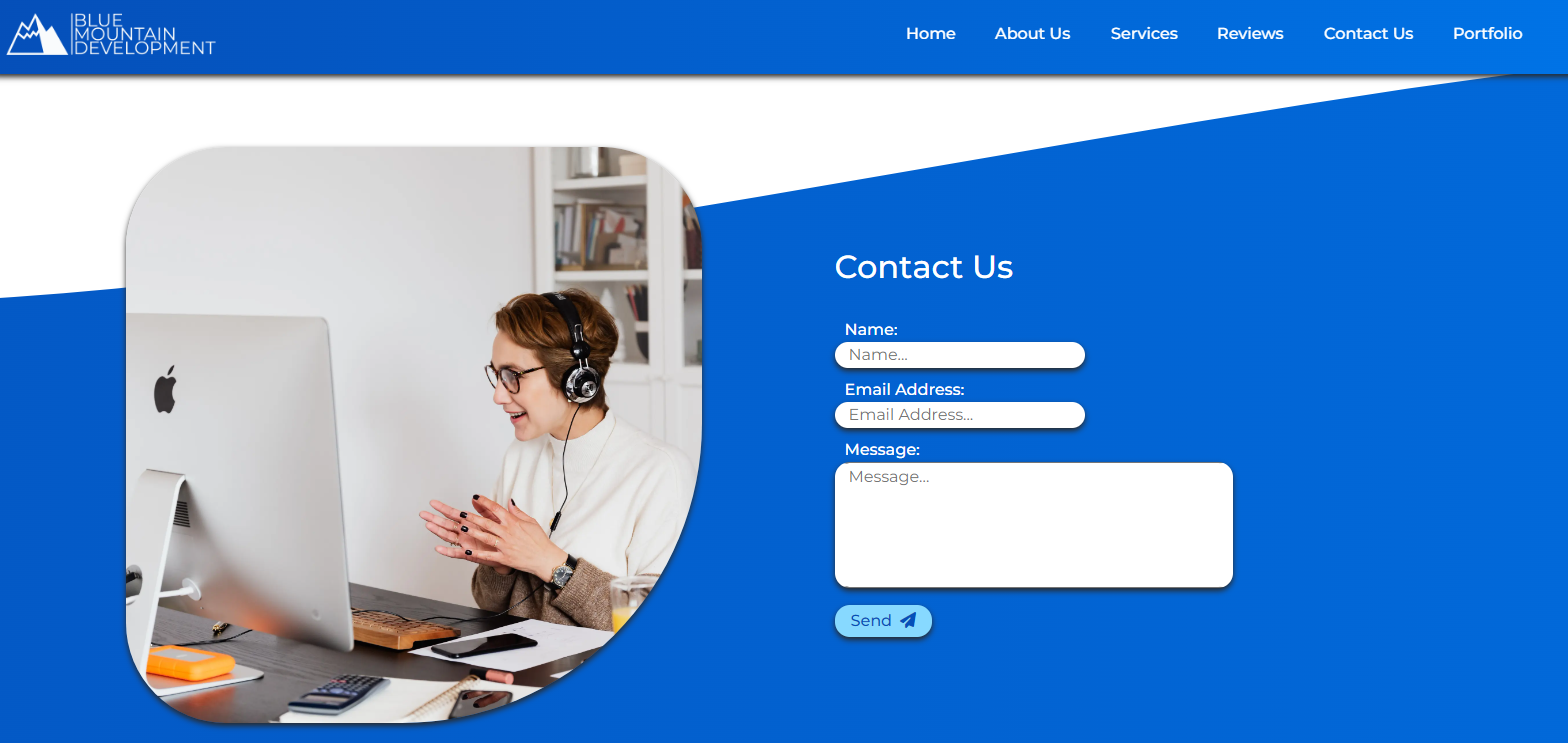 BLUE
MOUNTAIN
DEVELOPMENT
Home About Us Services Reviews Contact Us Portfolio
Contact Us
Name:
Name...
Email Address:
Email Address...
Message:
Message...
Send